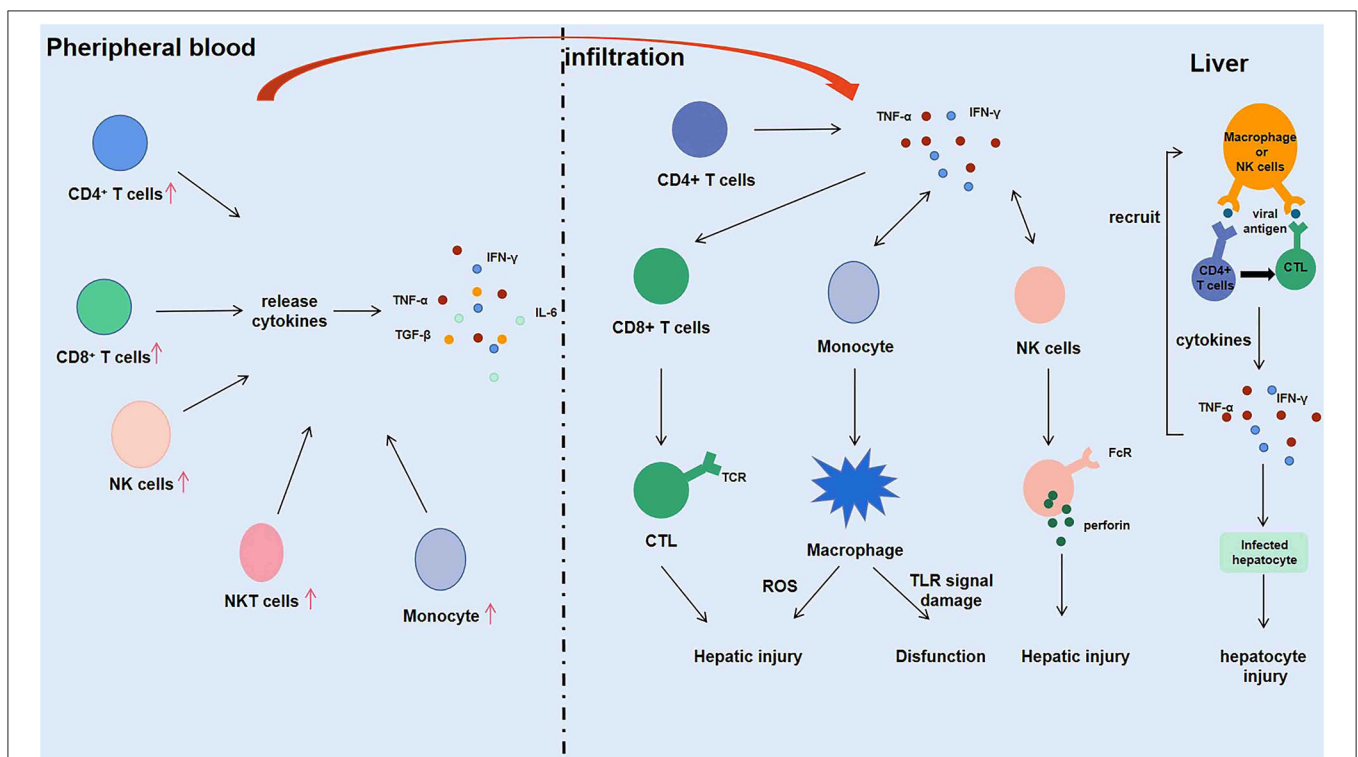 Pheripheral blood
CD4⁺ T cells
CD8⁺ T cells
NK cells
NKT cells
Monocyte
release
cytokines
IFN-γ
TNF-α
IL-6
TGF-β
infiltration
CD4+ T cells
TNF-α
IFN-γ
CD8+ T cells
Monocyte
NK cells
TCR
CTL
Macrophage
FcR
perforin
ROS
TLR signal
damage
Hepatic injury
Disfunction
Hepatic injury
Liver
Macrophage
or
NK cells
recruit
viral
antigen
CD4+
T cells
CTL
cytokines
TNF-α
IFN-γ
Infected
hepatocyte
hepatocyte
injury